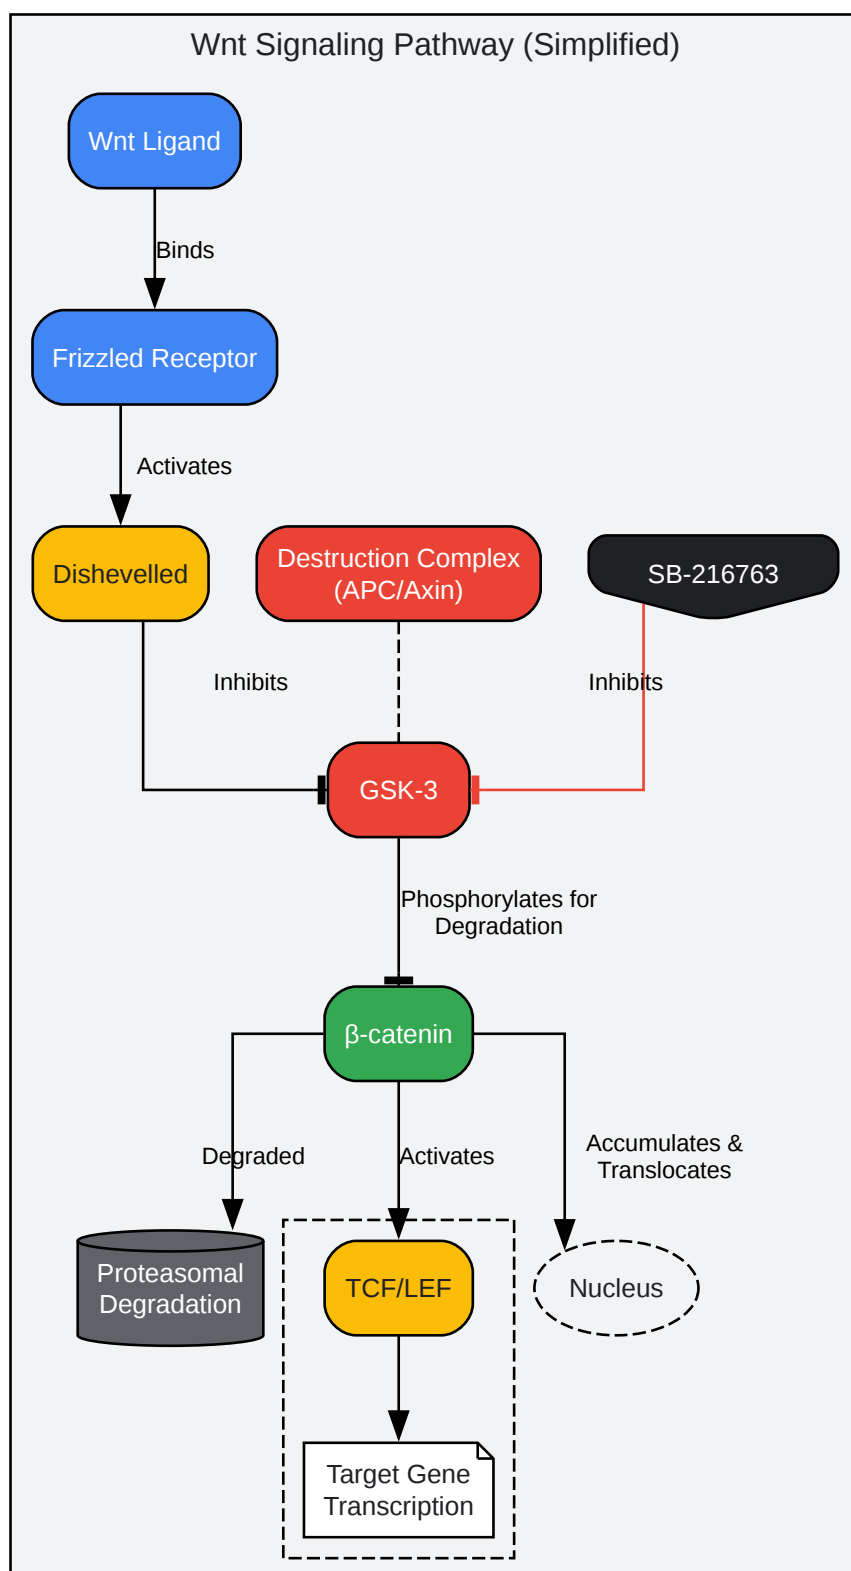 Wnt Signaling Pathway (Simplified)
Wnt Ligand
Binds
Frizzled Receptor
Activates
Dishevelled
Destruction Complex
(APC/Axin)
SB-216763
Inhibits
Inhibits
GSK-3
Phosphorylates for
Degradation
β-catenin
Degraded
Activates
Accumulates &
Translocates
Proteasomal
Degradation
TCF/LEF
Nucleus
Target Gene
Transcription